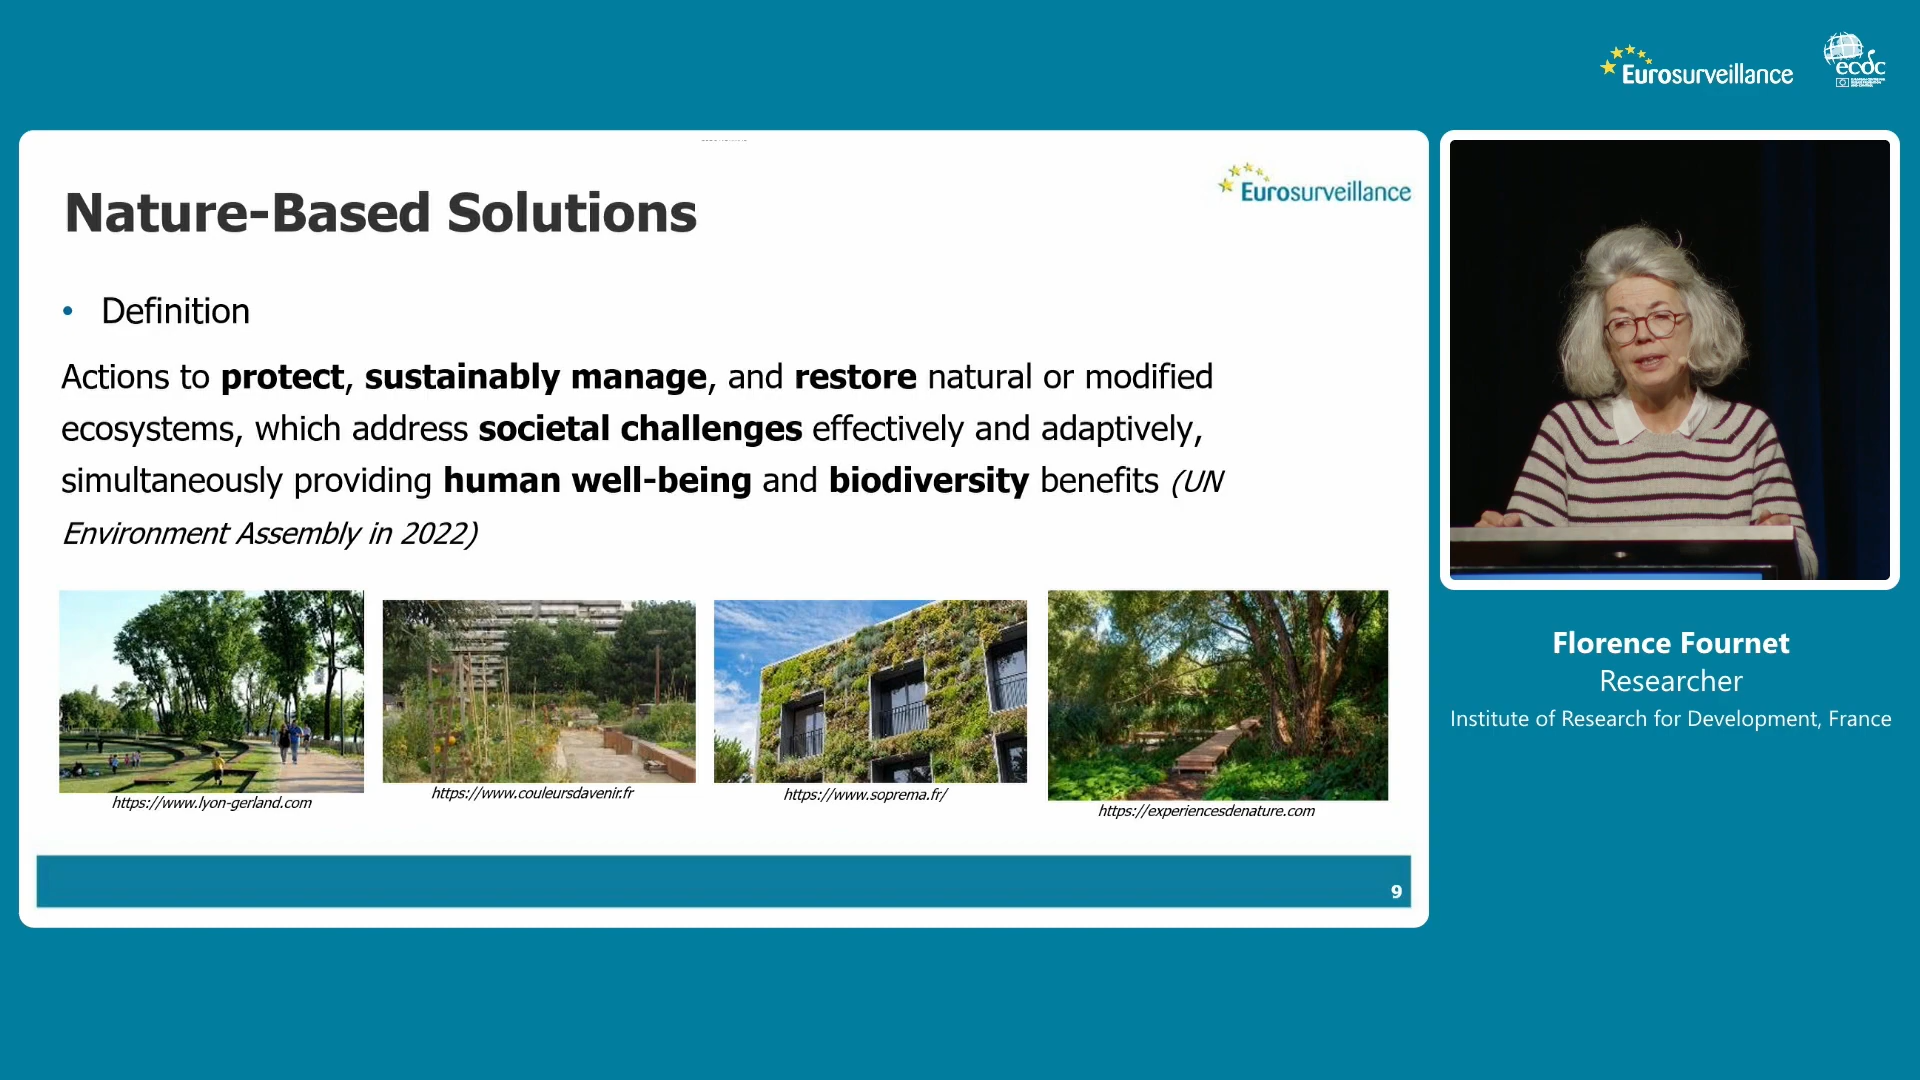 Eurosurveillance
ecdc
Eurosurveillance
Nature-Based Solutions
• Definition
Actions to protect, sustainably manage, and restore natural or modified
ecosystems, which address societal challenges effectively and adaptively,
simultaneously providing human well-being and biodiversity benefits (UN
Environment Assembly in 2022)
https://www.lyon-gerland.com
https://www.couleursdavenir.fr
https://www.soprema.fr/
https://experiencesdenature.com
9
Florence Fournet
Researcher
Institute of Research for Development, France